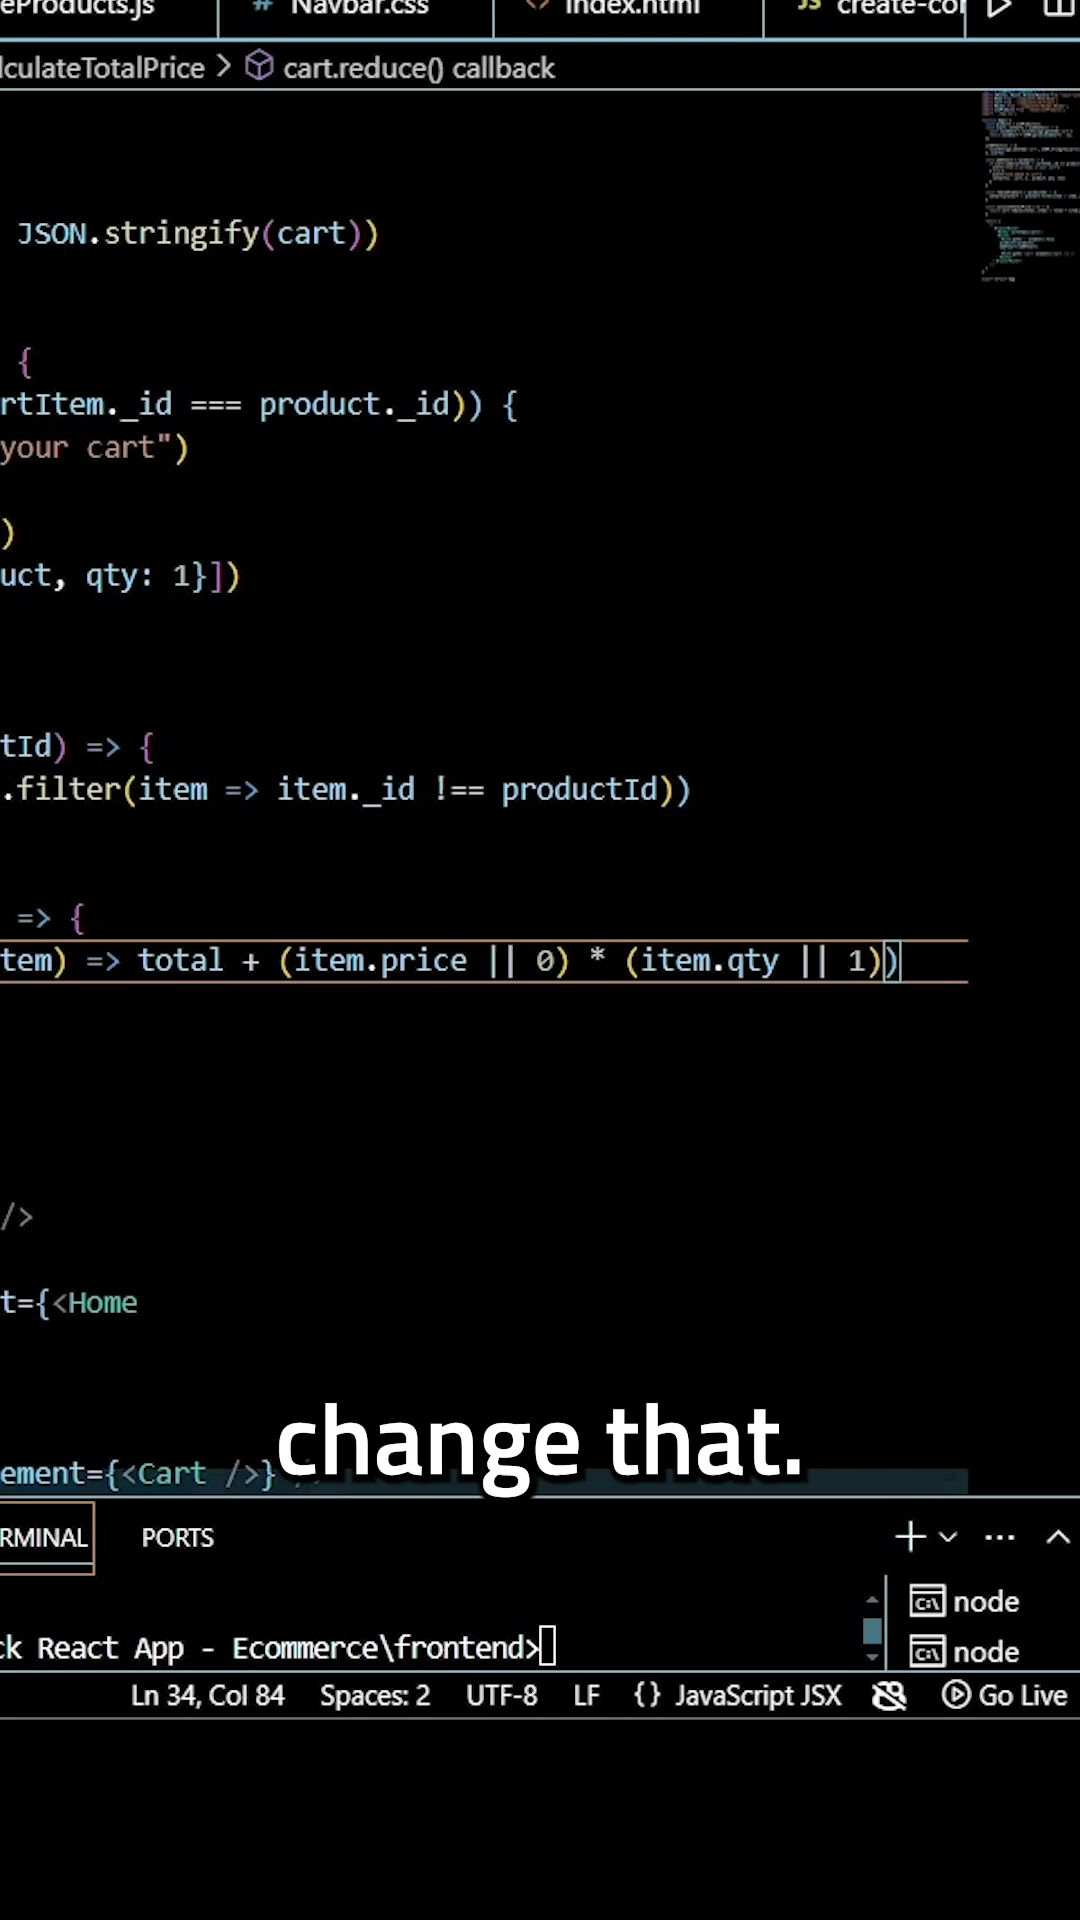 eProducts.js # Navbar.css <> index.html JS
lculateTotalPrice > cart.reduce() callback
JSON.stringify(cart))
{
rtItem._id === product._id)) {
your cart")
)
uct, qty: 1}])
tId) => {
.filter(item => item._id !== productId))
=> {
tem) => total + (item.price || 0) * (item.qty || 1))
/>
t={<Home
change that.
ement={<Cart />} />
RMINAL PORTS
node
ck React App - Ecommerce\frontend>
node
Ln 34, Col 84 Spaces: 2 UTF-8 LF {} JavaScript JSX Go Live